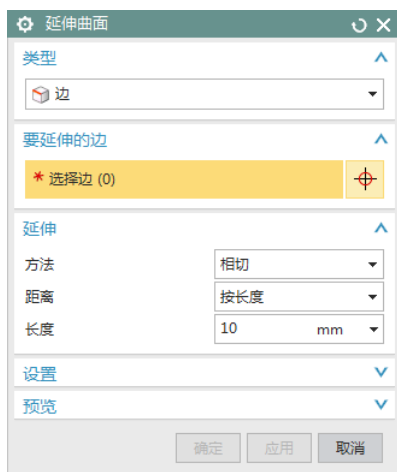 延伸曲面
类型
边
要延伸的边
* 选择边 (0)
延伸
方法 相切
距离 按长度
长度 10 mm
设置
预览
确定 应用 取消